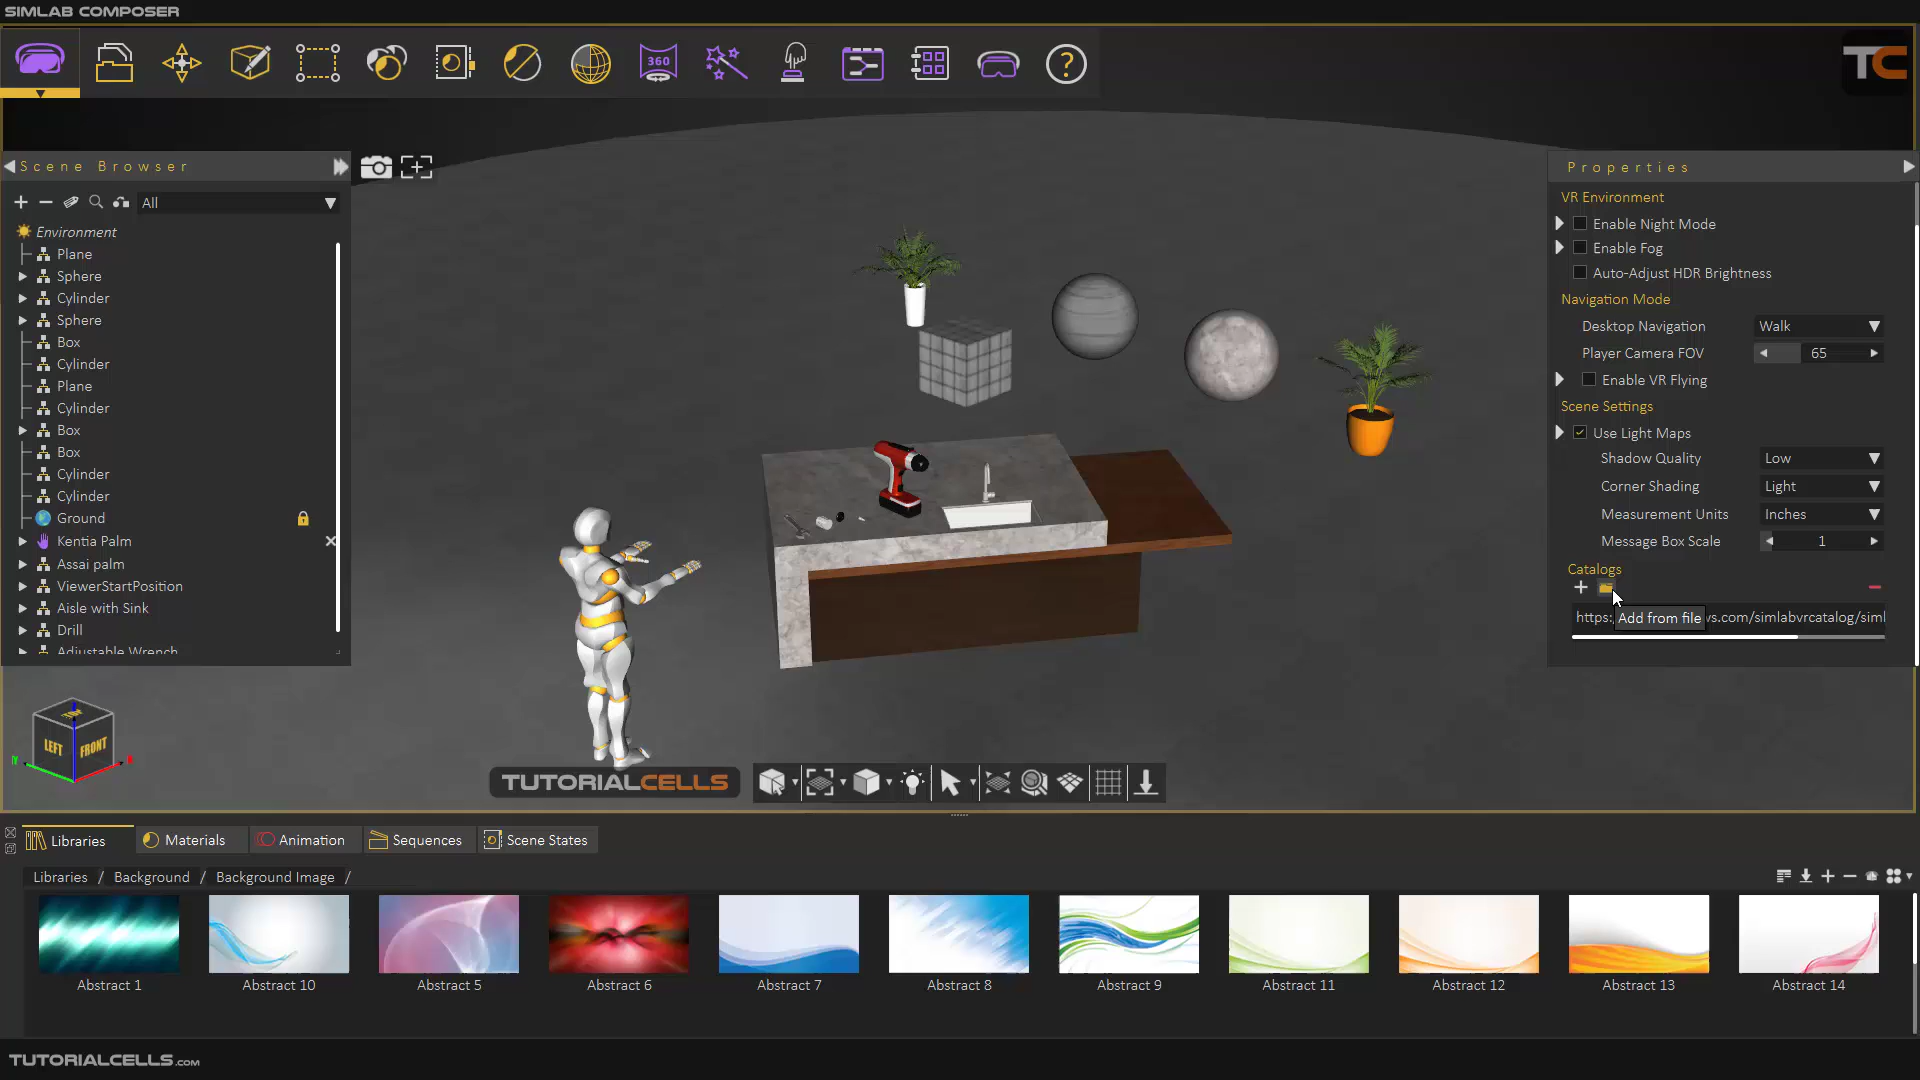 SIMLAB COMPOSER
360
?
TC
Scene Browser
Properties
All
VR Environment
Environment
Enable Night Mode
Plane
Enable Fog
Sphere
Auto-Adjust HDR Brightness
Cylinder
Navigation Mode
Sphere
Desktop Navigation
Walk
Box
Player Camera FOV
65
Cylinder
Enable VR Flying
Plane
Scene Settings
Cylinder
Use Light Maps
Box
Shadow Quality
Low
Box
Corner Shading
Light
Cylinder
Measurement Units
Inches
Cylinder
Message Box Scale
1
Ground
Catalogs
Kentia Palm
Assai palm
ViewerStartPosition
Aisle with Sink
https:
Add from file
vs.com/simlabvrcatalog/siml
Drill
Adjustable Wrench
TOP
LEFT
FRONT
TUTORIALCELLS
Libraries
Materials
Animation
Sequences
Scene States
Libraries / Background / Background Image /
Abstract 1
Abstract 10
Abstract 5
Abstract 6
Abstract 7
Abstract 8
Abstract 9
Abstract 11
Abstract 12
Abstract 13
Abstract 14
TUTORIALCELLS.COM